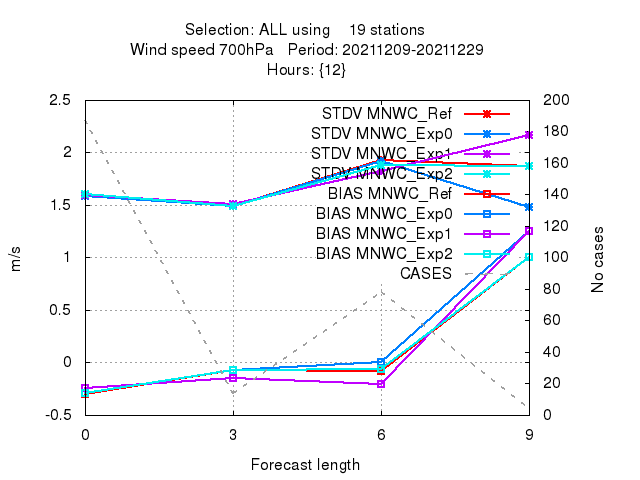 Selection: ALL using 19 stations
Wind speed 700hPa Period: 20211209-20211229
Hours: {12}
2.5
2
1.5
1
0.5
0
-0.5
m/s
STDV MNWC_Ref
STDV MNWC_Exp0
STDV MNWC_Exp1
STDV MNWC_Exp2
BIAS MNWC_Ref
BIAS MNWC_Exp0
BIAS MNWC_Exp1
BIAS MNWC_Exp2
CASES
200
180
160
140
120
100
80
60
40
20
0
No cases
0 3 6 9
Forecast length